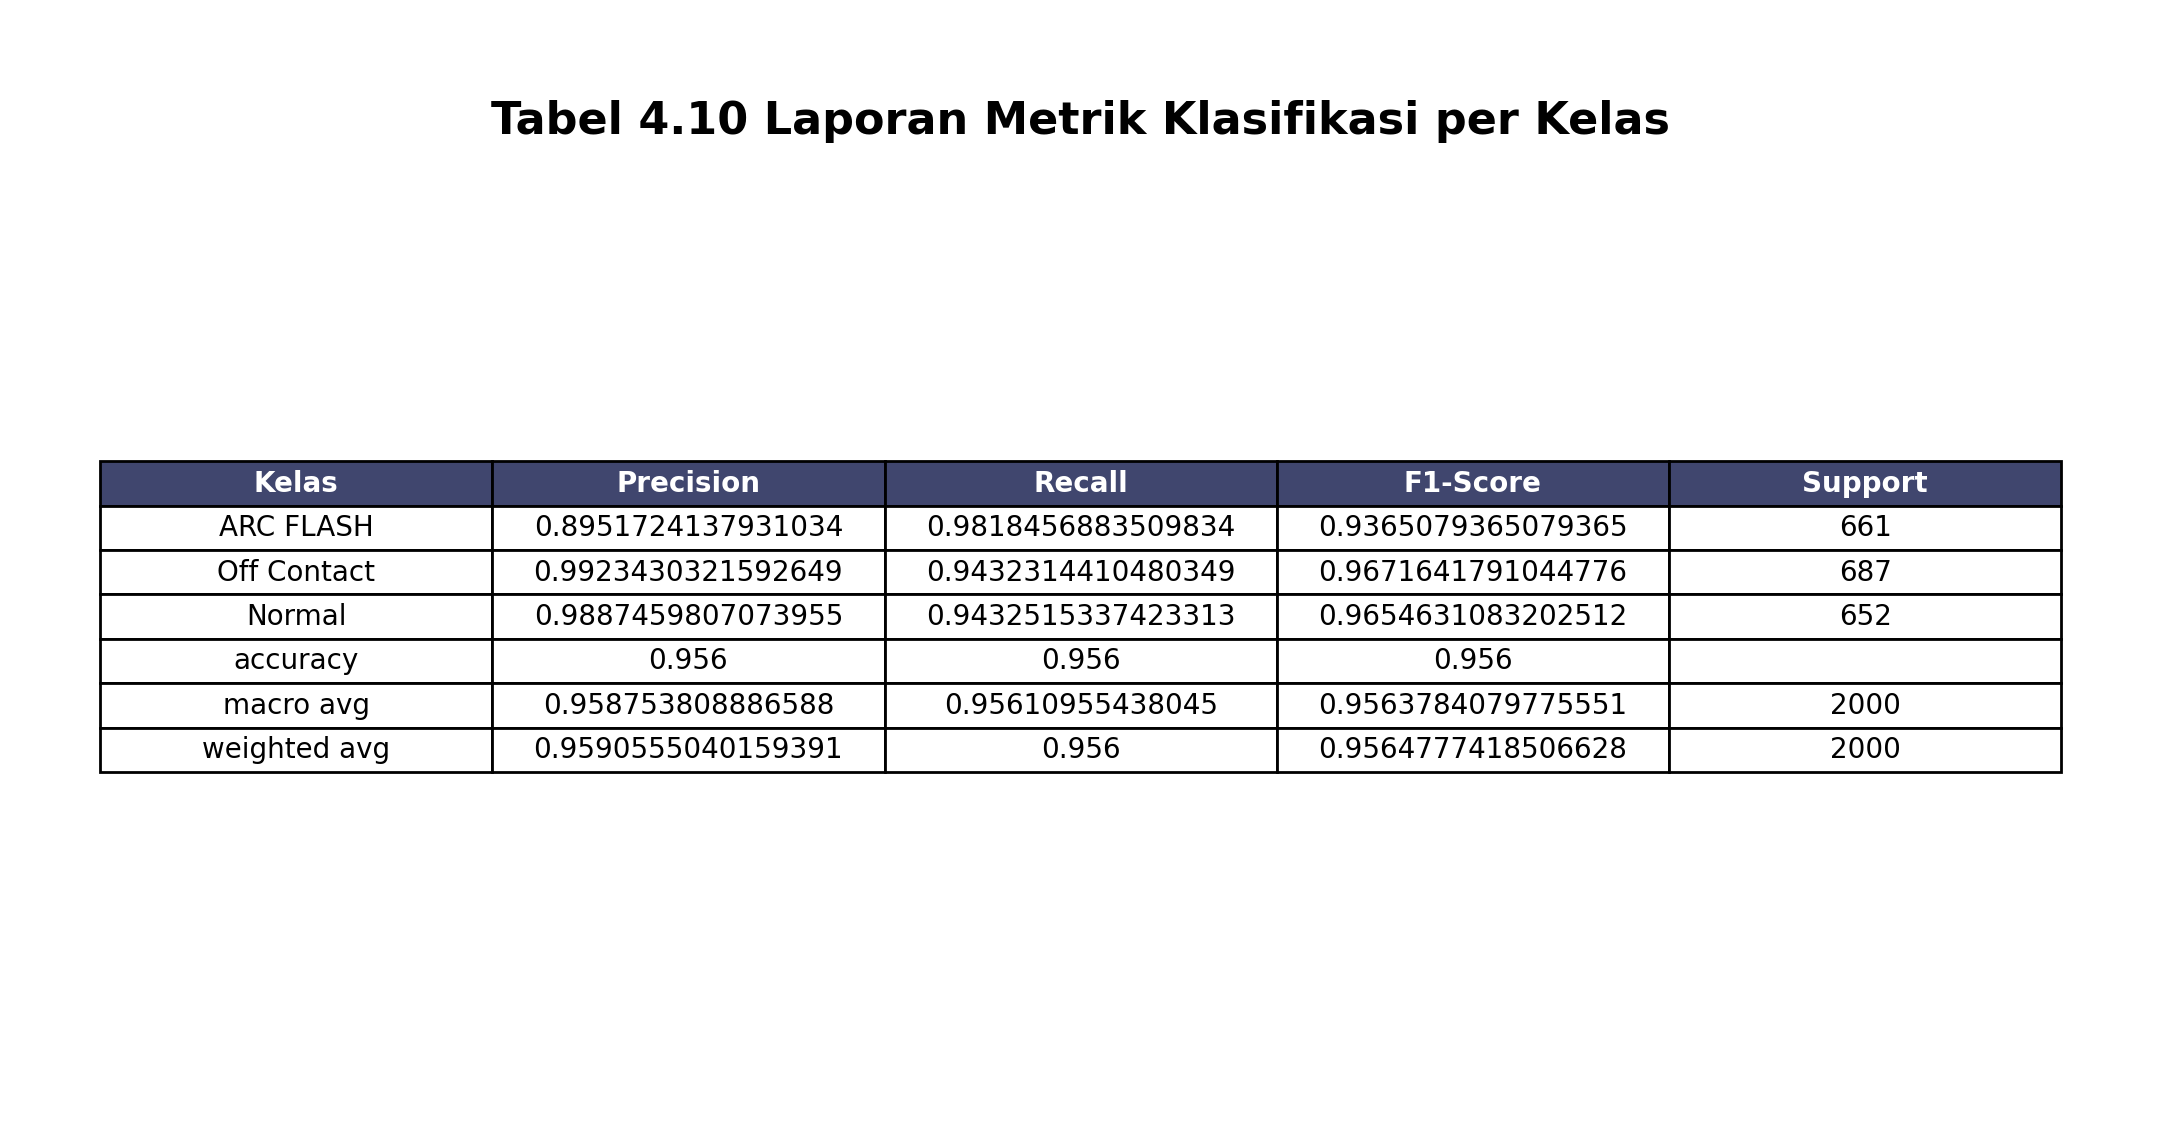 Tabel 4.10 Laporan Metrik Klasifikasi per Kelas
Kelas Precision Recall F1-Score Support
ARC FLASH 0.8951724137931034 0.9818456883509834 0.9365079365079365 661
Off Contact 0.9923430321592649 0.9432314410480349 0.9671641791044776 687
Normal 0.9887459807073955 0.9432515337423313 0.9654631083202512 652
accuracy 0.956 0.956 0.956
macro avg 0.958753808886588 0.95610955438045 0.9563784079775551 2000
weighted avg 0.9590555040159391 0.956 0.9564777418506628 2000